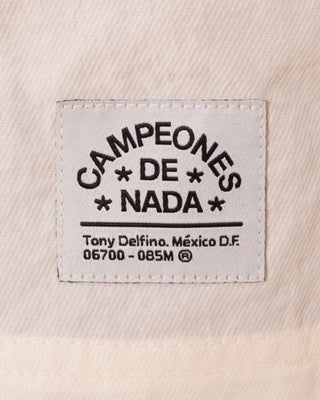 CAMPEONES
* DE *
* NADA *
Tony Delfino. México D.F.
06700 - 085M ®